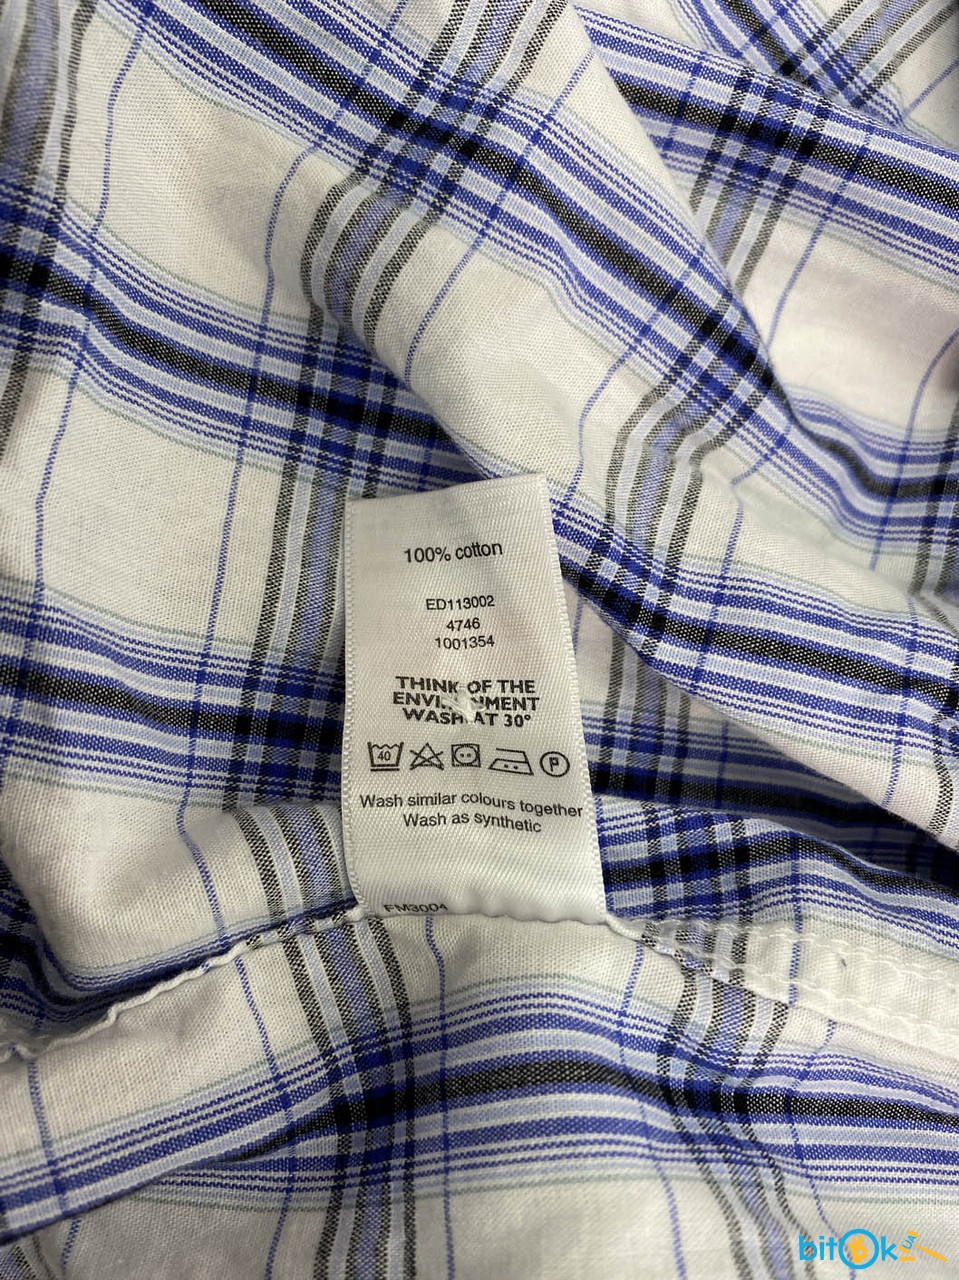 100% cotton
ED113002
4746
1001354
THINK OF THE
WASH AT 30°
40
P
Wash similar colours together
Wash as synthetic
FM3004
bitok UA